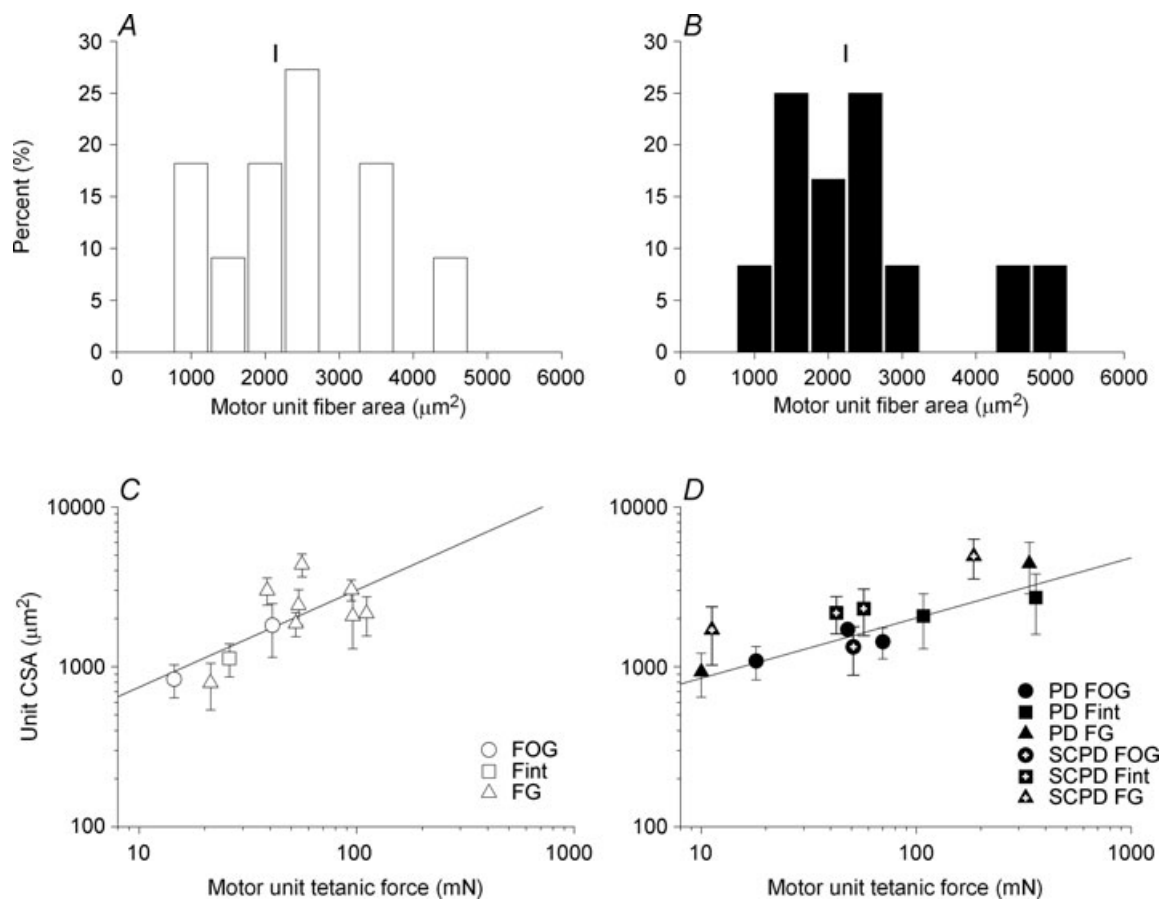 A
30
25
20
15
10
5
0
Percent (%)
0 1000 2000 3000 4000 5000 6000
Motor unit fiber area (μm²)
B
30
25
20
15
10
5
0
0 1000 2000 3000 4000 5000 6000
Motor unit fiber area (μm²)
C
10000
1000
100
Unit CSA (μm²)
FOG
Fint
FG
10 100 1000
Motor unit tetanic force (mN)
D
10000
1000
100
PD FOG
PD Fint
PD FG
SCPD FOG
SCPD Fint
SCPD FG
10 100 1000
Motor unit tetanic force (mN)